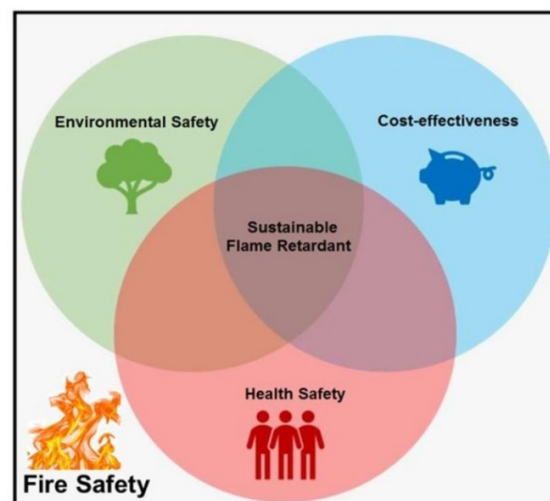 Environmental Safety
Cost-effectiveness
Sustainable
Flame Retardant
Health Safety
Fire Safety